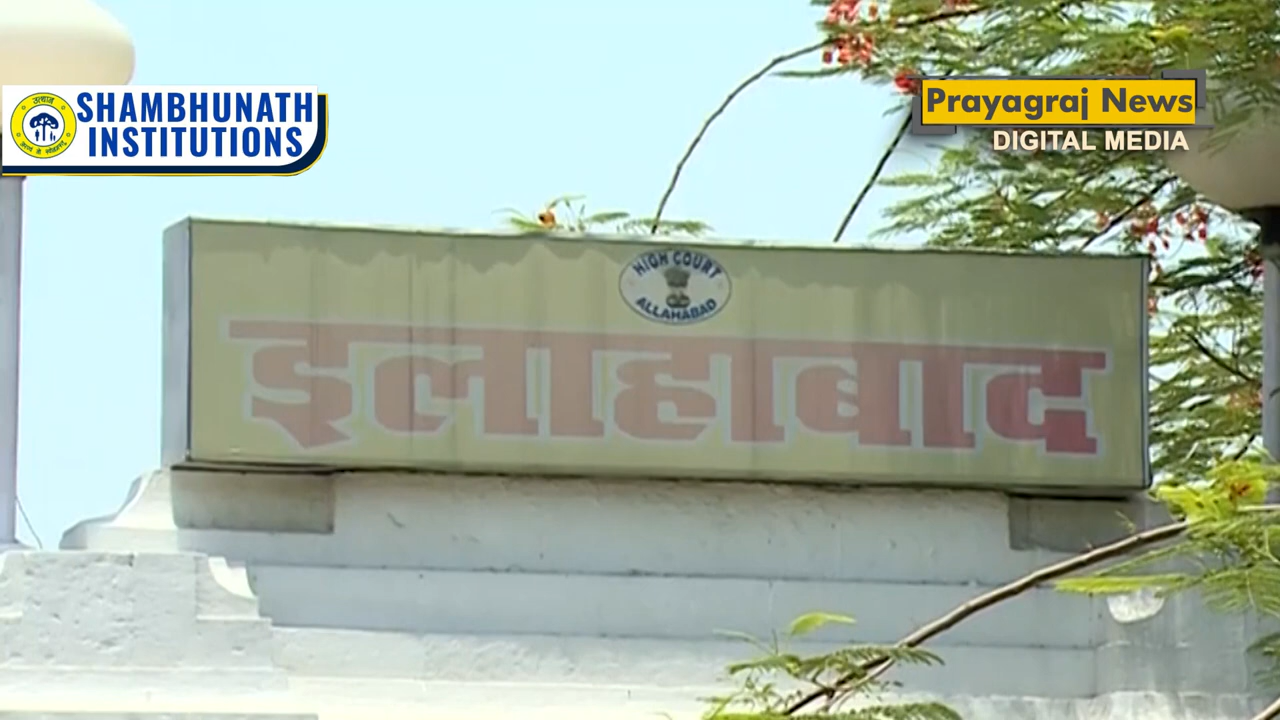 SHAMBHUNATH
INSTITUTIONS
Prayagraj News
DIGITAL MEDIA
HIGH COURT
ALLAHABAD
इलाहाबाद